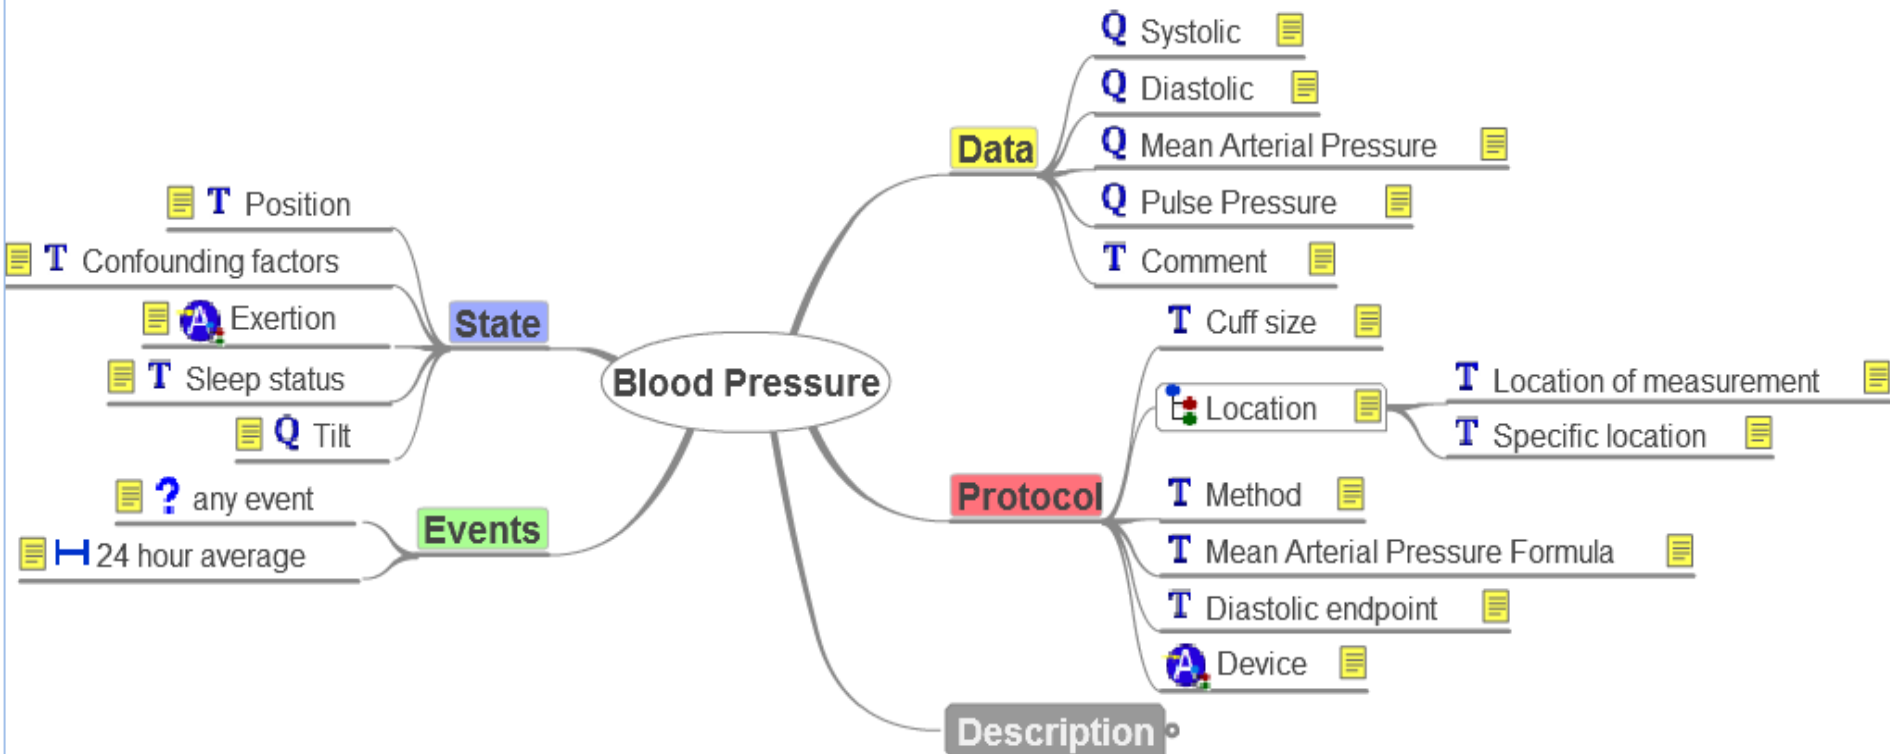 Q Systolic
Q Diastolic
Data
Q Mean Arterial Pressure
Q Pulse Pressure
T Comment
T Position
T Confounding factors
A Exertion
State
T Sleep status
Q Tilt
Blood Pressure
? any event
Events
24 hour average
T Cuff size
Location
T Location of measurement
T Specific location
Protocol
T Method
T Mean Arterial Pressure Formula
T Diastolic endpoint
A Device
Description